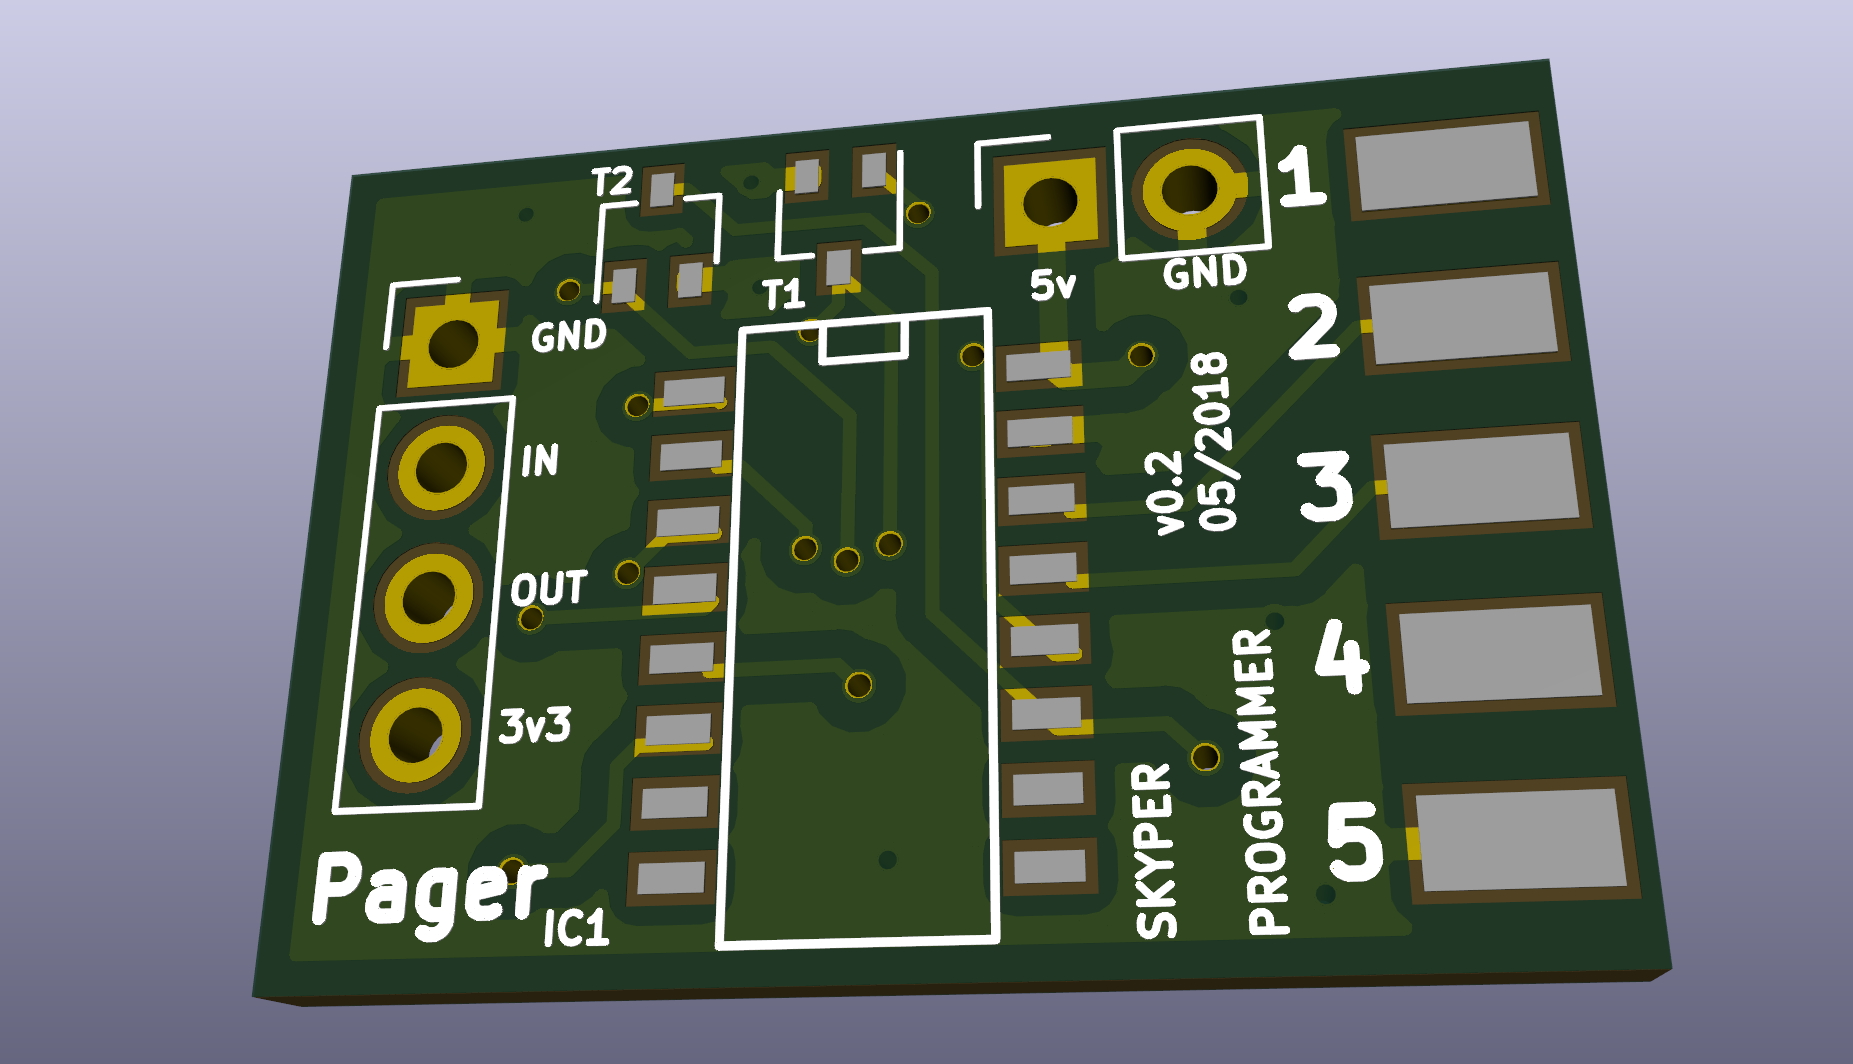 T2
T1
5v
GND
1
GND
2
IN
v0.2
05/2018
3
OUT
4
3v3
SKYPER
PROGRAMMER
5
Pager
IC1